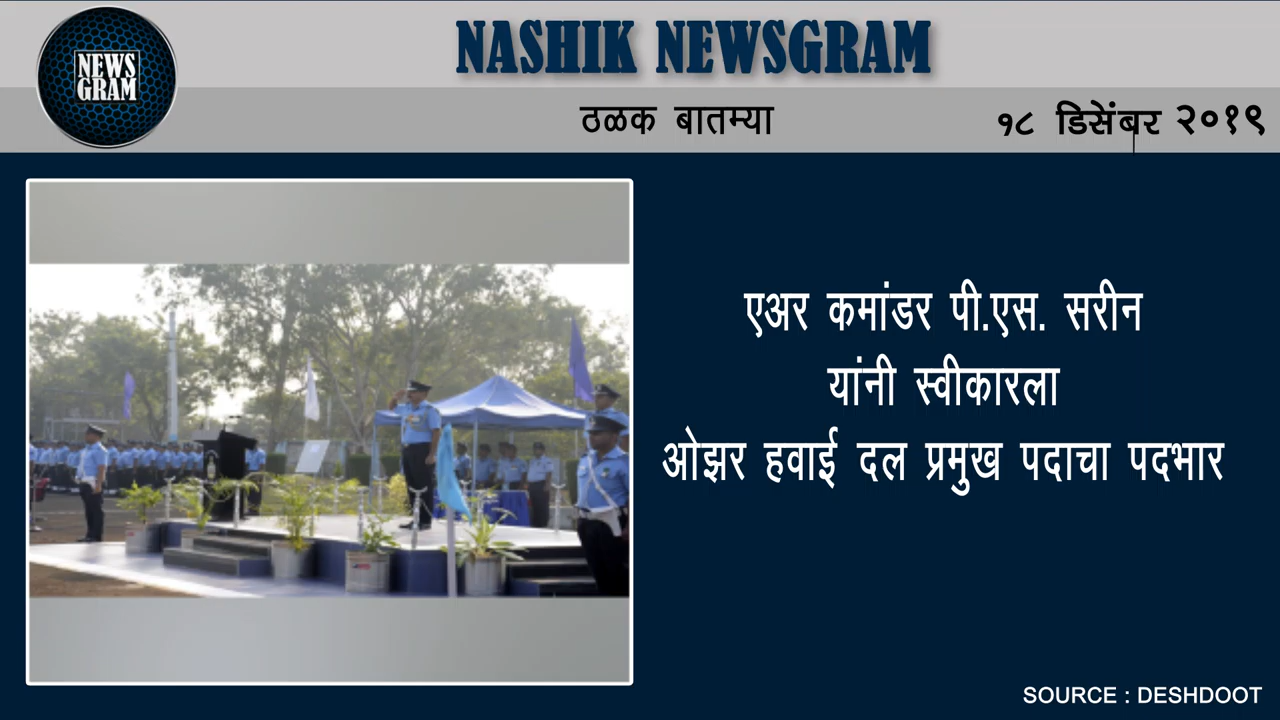 NEWS
GRAM
NASHIK NEWSGRAM
ठळक बातम्या
१८ डिसेंबर २०१९
एअर कमांडर पी.एस. सरीन
यांनी स्वीकारला
ओझर हवाई दल प्रमुख पदाचा पदभार
SOURCE : DESHDOOT